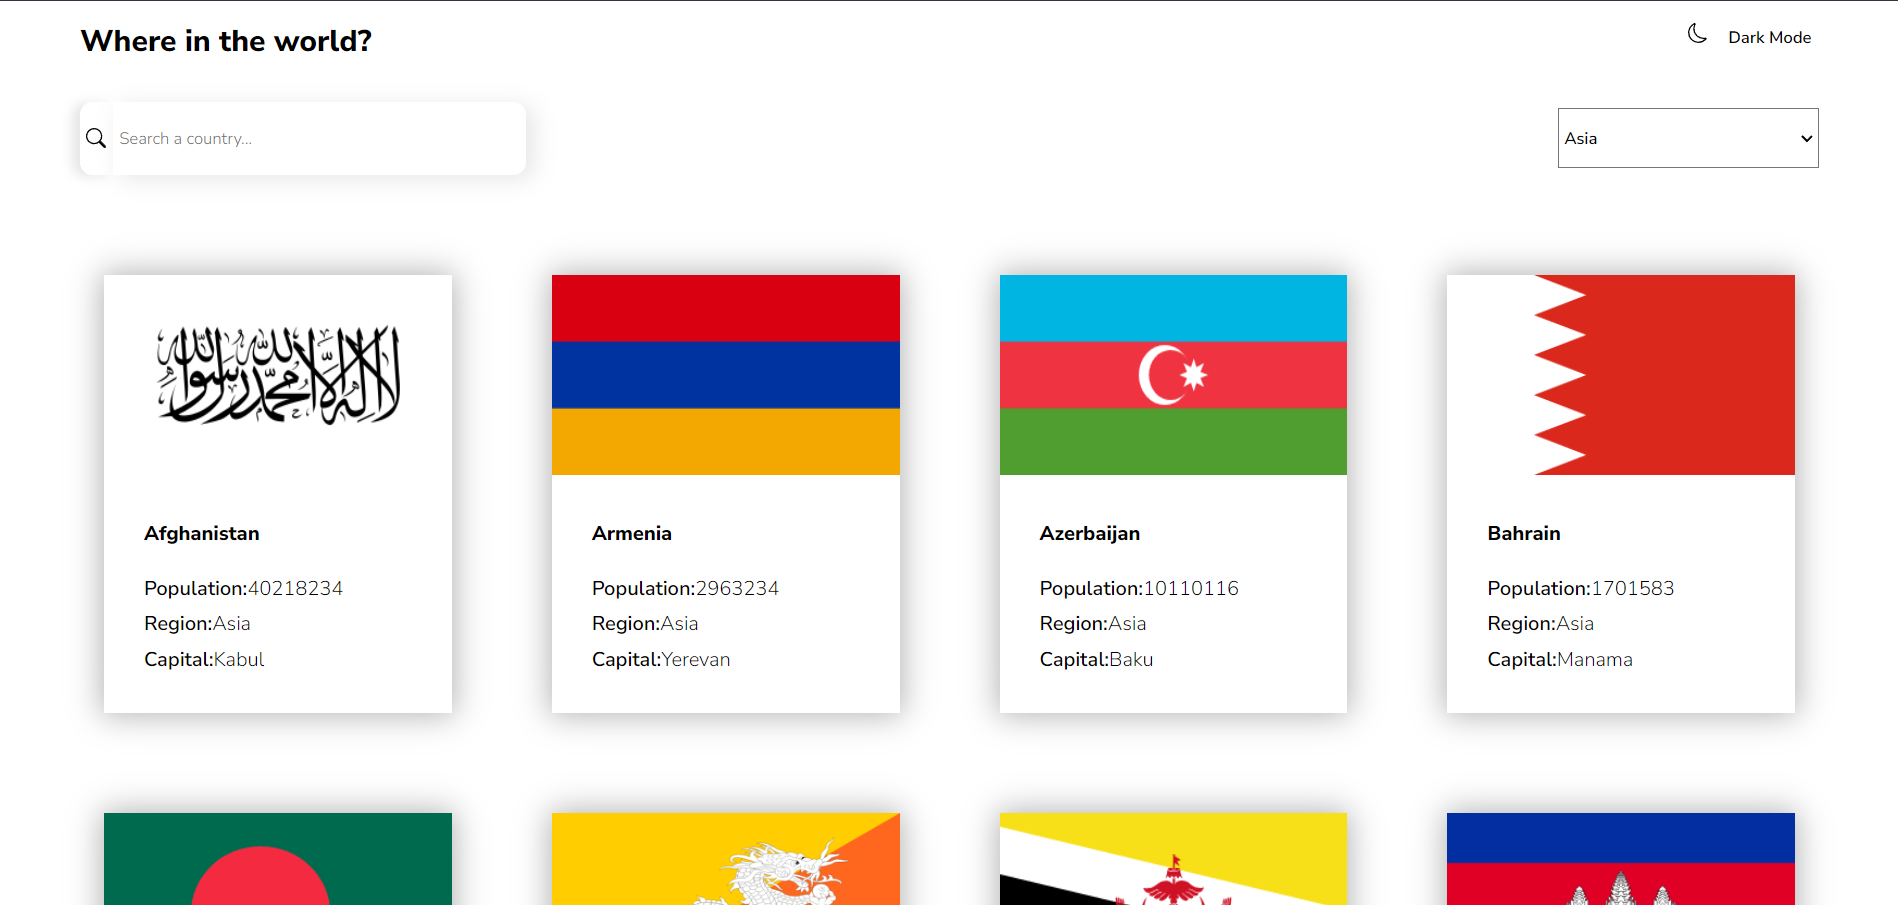 Where in the world?
Dark Mode
Search a country...
Asia
لا إله إلا الله محمد رسول الله
Afghanistan
Population:40218234
Region:Asia
Capital:Kabul
Armenia
Population:2963234
Region:Asia
Capital:Yerevan
Azerbaijan
Population:10110116
Region:Asia
Capital:Baku
Bahrain
Population:1701583
Region:Asia
Capital:Manama